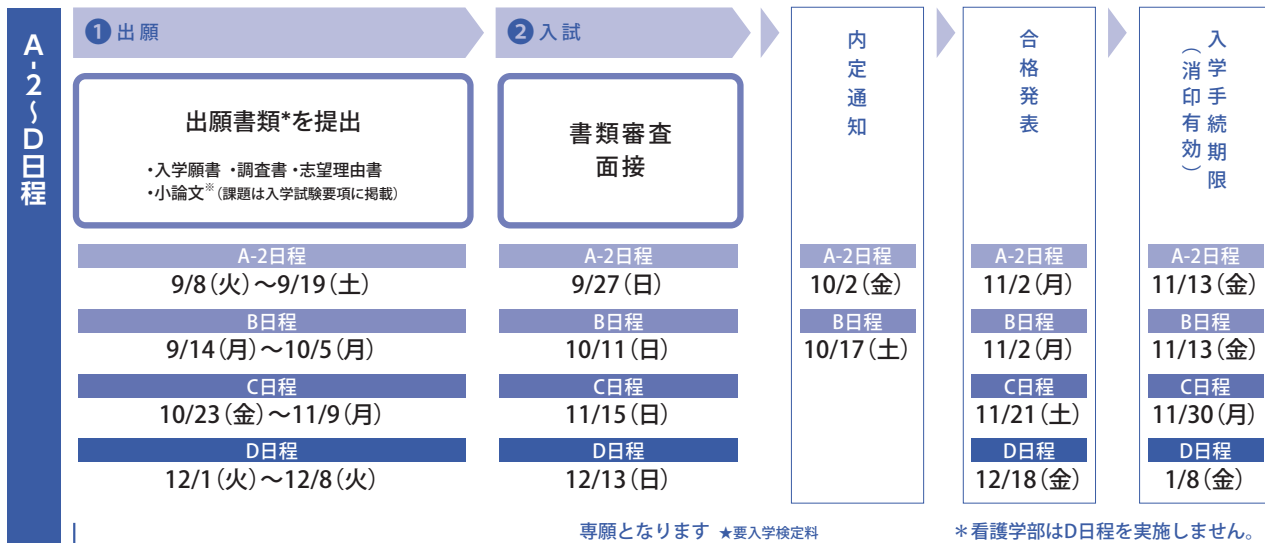 A-2〜D日程
❶出願
❷入試
内定通知
合格発表
入学手続期限
（消印有効）
出願書類*を提出
・入学願書 ・調査書 ・志望理由書
・小論文※（課題は入学試験要項に掲載）
書類審査
面接
A-2日程
9/8（火）〜9/19（土）
B日程
9/14（月）〜10/5（月）
C日程
10/23（金）〜11/9（月）
D日程
12/1（火）〜12/8（火）
A-2日程
9/27（日）
B日程
10/11（日）
C日程
11/15（日）
D日程
12/13（日）
A-2日程
10/2（金）
B日程
10/17（土）
A-2日程
11/2（月）
B日程
11/2（月）
C日程
11/21（土）
D日程
12/18（金）
A-2日程
11/13（金）
B日程
11/13（金）
C日程
11/30（月）
D日程
1/8（金）
専願となります ★要入学検定料
＊看護学部はD日程を実施しません。